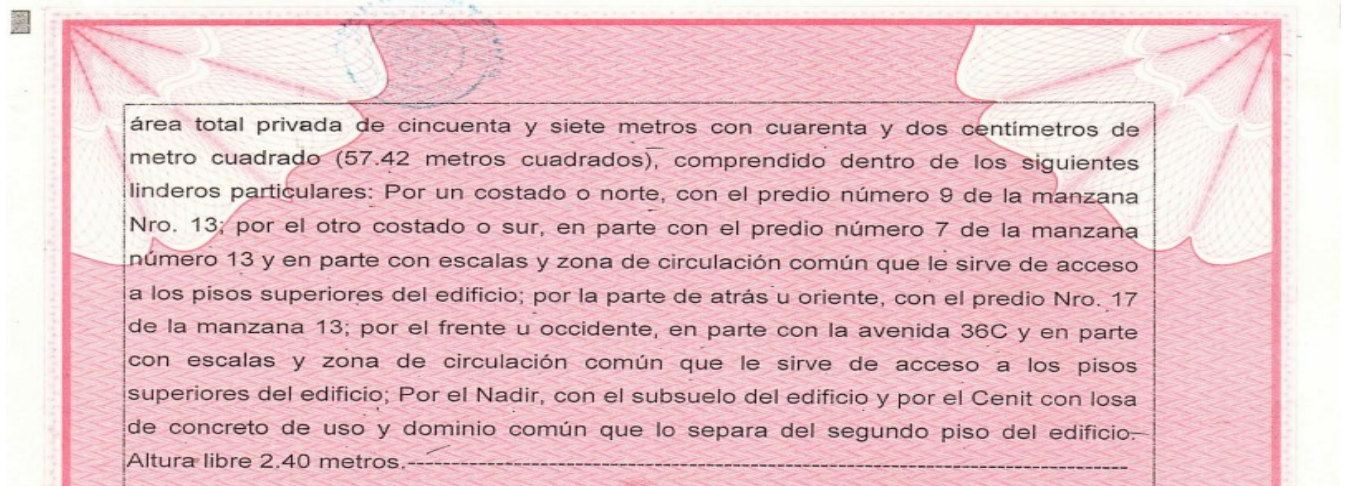 área total privada de cincuenta y siete metros con cuarenta y dos centímetros de
metro cuadrado (57.42 metros cuadrados), comprendido dentro de los siguientes
linderos particulares: Por un costado o norte, con el predio número 9 de la manzana
Nro. 13; por el otro costado o sur, en parte con el predio número 7 de la manzana
número 13 y en parte con escalas y zona de circulación común que le sirve de acceso
a los pisos superiores del edificio; por la parte de atrás u oriente, con el predio Nro. 17
de la manzana 13; por el frente u occidente, en parte con la avenida 36C y en parte
con escalas y zona de circulación común que le sirve de acceso a los pisos
superiores del edificio; Por el Nadir, con el subsuelo del edificio y por el Cenit con losa
de concreto de uso y dominio común que lo separa del segundo piso del edificio.
Altura libre 2.40 metros.---------------------------------------------------------------